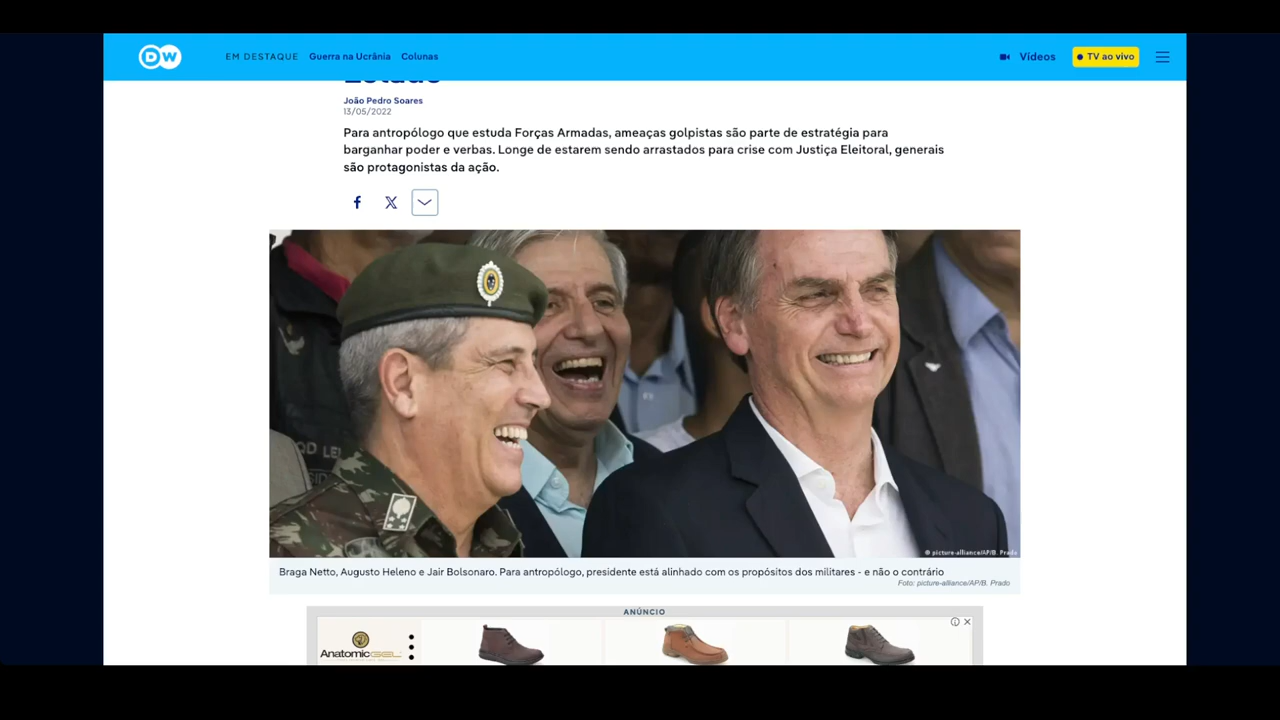 DW
EM DESTAQUE
Guerra na Ucrânia
Colunas
Vídeos
TV ao vivo
João Pedro Soares
13/05/2022
Para antropólogo que estuda Forças Armadas, ameaças golpistas são parte de estratégia para
barganhar poder e verbas. Longe de estarem sendo arrastados para crise com Justiça Eleitoral, generais
são protagonistas da ação.
© picture-alliance/AP/B. Prado
Braga Netto, Augusto Heleno e Jair Bolsonaro. Para antropólogo, presidente está alinhado com os propósitos dos militares - e não o contrário
Foto: picture-alliance/AP/B. Prado
ANÚNCIO
AnatomicGEL